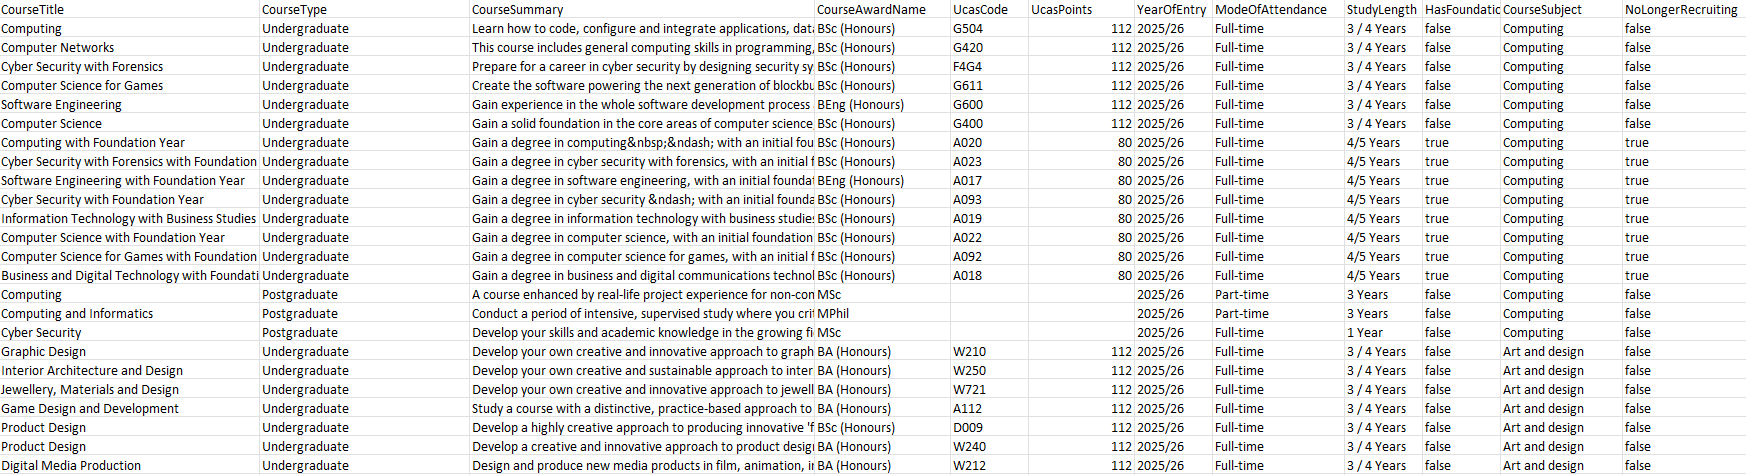 CourseTitle CourseType CourseSummary CourseAwardName UcasCode UcasPoints YearOfEntry ModeOfAttendance StudyLength HasFoundatic CourseSubject NoLongerRecruiting
Computing Undergraduate Learn how to code, configure and integrate applications, dat BSc (Honours) G504 112 2025/26 Full-time 3 / 4 Years false Computing false
Computer Networks Undergraduate This course includes general computing skills in programming, BSc (Honours) G420 112 2025/26 Full-time 3 / 4 Years false Computing false
Cyber Security with Forensics Undergraduate Prepare for a career in cyber security by designing security sy BSc (Honours) F4G4 112 2025/26 Full-time 3 / 4 Years false Computing false
Computer Science for Games Undergraduate Create the software powering the next generation of blockbu BSc (Honours) G611 112 2025/26 Full-time 3 / 4 Years false Computing false
Software Engineering Undergraduate Gain experience in the whole software development process BEng (Honours) G600 112 2025/26 Full-time 3 / 4 Years false Computing false
Computer Science Undergraduate Gain a solid foundation in the core areas of computer science BSc (Honours) G400 112 2025/26 Full-time 3 / 4 Years false Computing false
Computing with Foundation Year Undergraduate Gain a degree in computing&nbsp;&ndash; with an initial fou BSc (Honours) A020 80 2025/26 Full-time 4/5 Years true Computing true
Cyber Security with Forensics with Foundation Undergraduate Gain a degree in cyber security with forensics, with an initial f BSc (Honours) A023 80 2025/26 Full-time 4/5 Years true Computing true
Software Engineering with Foundation Year Undergraduate Gain a degree in software engineering, with an initial foundat BEng (Honours) A017 80 2025/26 Full-time 4/5 Years true Computing true
Cyber Security with Foundation Year Undergraduate Gain a degree in cyber security &ndash; with an initial founda BSc (Honours) A093 80 2025/26 Full-time 4/5 Years true Computing true
Information Technology with Business Studies Undergraduate Gain a degree in information technology with business studie BSc (Honours) A019 80 2025/26 Full-time 4/5 Years true Computing true
Computer Science with Foundation Year Undergraduate Gain a degree in computer science, with an initial foundation BSc (Honours) A022 80 2025/26 Full-time 4/5 Years true Computing true
Computer Science for Games with Foundation Undergraduate Gain a degree in computer science for games, with an initial f BSc (Honours) A092 80 2025/26 Full-time 4/5 Years true Computing true
Business and Digital Technology with Foundati Undergraduate Gain a degree in business and digital communications technol BSc (Honours) A018 80 2025/26 Full-time 4/5 Years true Computing true
Computing Postgraduate A course enhanced by real-life project experience for non-con MSc 2025/26 Part-time 3 Years false Computing false
Computing and Informatics Postgraduate Conduct a period of intensive, supervised study where you cri MPhil 2025/26 Part-time 3 Years false Computing false
Cyber Security Postgraduate Develop your skills and academic knowledge in the growing fi MSc 2025/26 Full-time 1 Year false Computing false
Graphic Design Undergraduate Develop your own creative and innovative approach to graph BA (Honours) W210 112 2025/26 Full-time 3 / 4 Years false Art and design false
Interior Architecture and Design Undergraduate Develop your own creative and sustainable approach to inter BA (Honours) W250 112 2025/26 Full-time 3 / 4 Years false Art and design false
Jewellery, Materials and Design Undergraduate Develop your own creative and innovative approach to jewell BA (Honours) W721 112 2025/26 Full-time 3 / 4 Years false Art and design false
Game Design and Development Undergraduate Study a course with a distinctive, practice-based approach to BA (Honours) A112 112 2025/26 Full-time 3 / 4 Years false Art and design false
Product Design Undergraduate Develop a highly creative approach to producing innovative 'f BSc (Honours) D009 112 2025/26 Full-time 3 / 4 Years false Art and design false
Product Design Undergraduate Develop a creative and innovative approach to product desig BA (Honours) W240 112 2025/26 Full-time 3 / 4 Years false Art and design false
Digital Media Production Undergraduate Design and produce new media products in film, animation, i BA (Honours) W212 112 2025/26 Full-time 3 / 4 Years false Art and design false